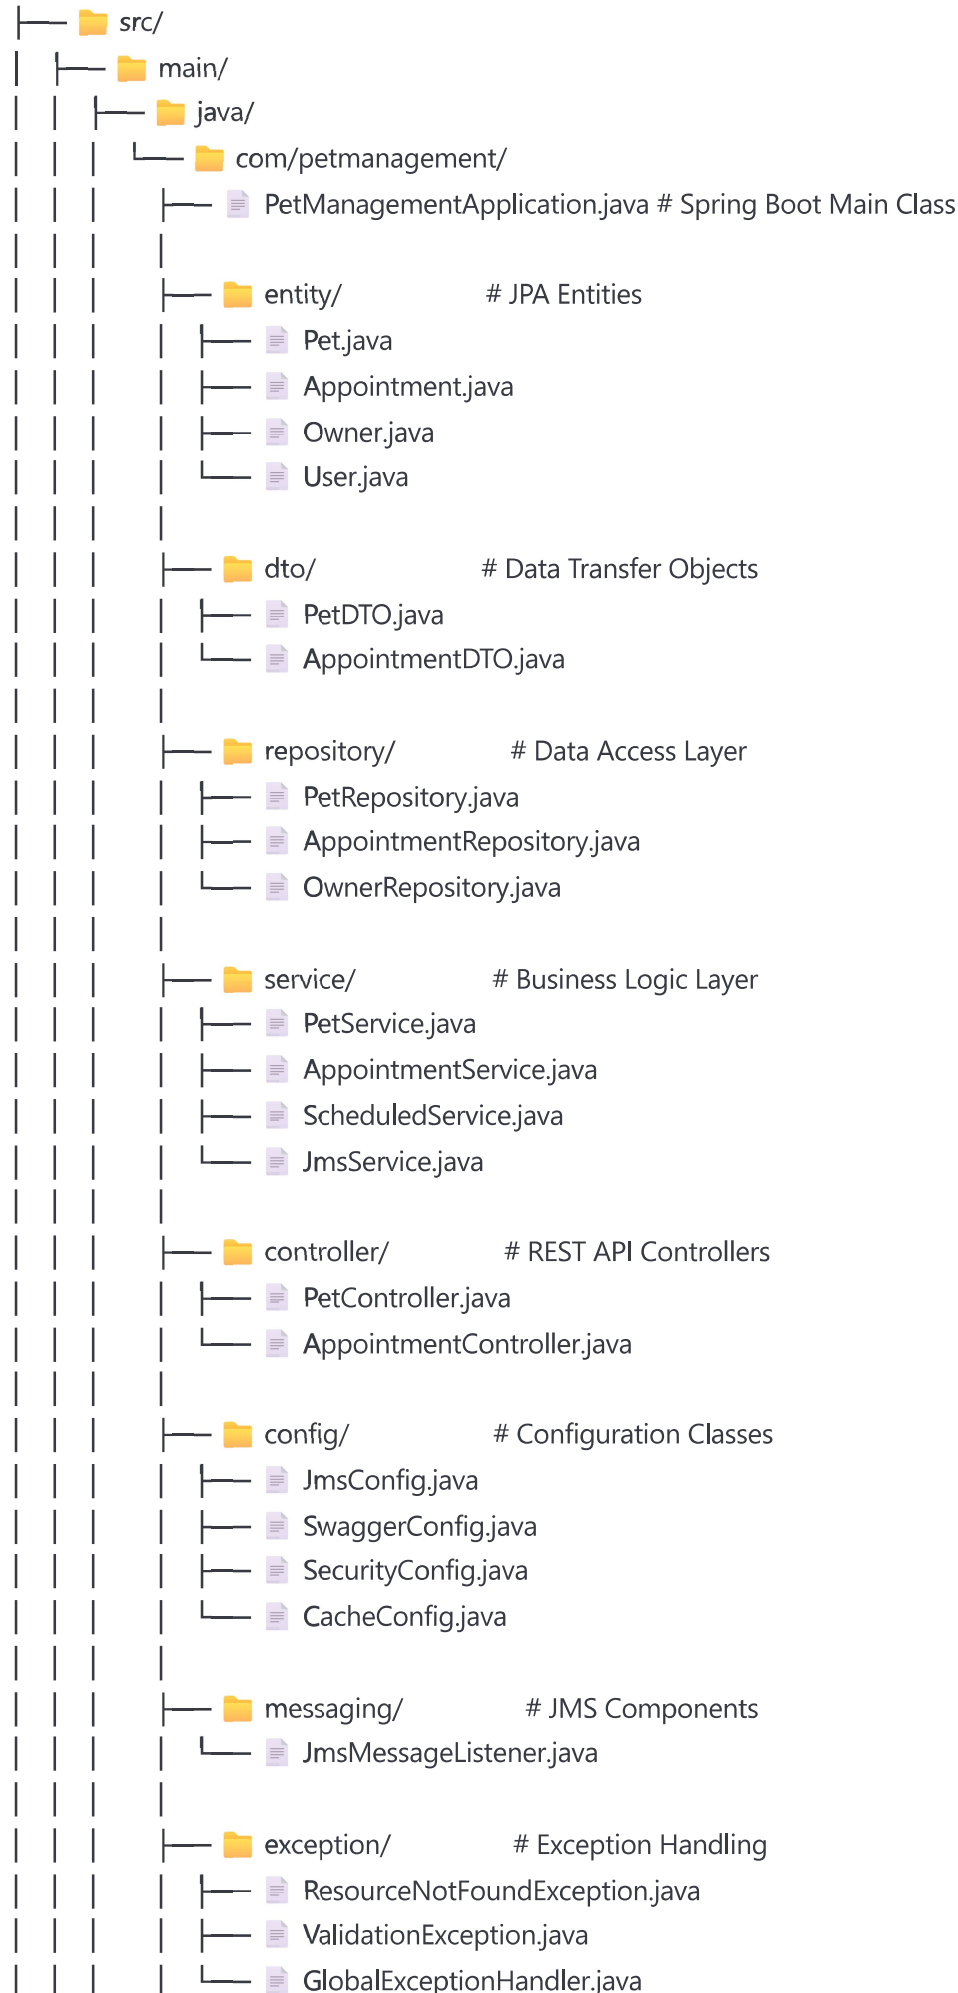 src/
main/
java/
com/petmanagement/
PetManagementApplication.java # Spring Boot Main Class
entity/ # JPA Entities
Pet.java
Appointment.java
Owner.java
User.java
dto/ # Data Transfer Objects
PetDTO.java
AppointmentDTO.java
repository/ # Data Access Layer
PetRepository.java
AppointmentRepository.java
OwnerRepository.java
service/ # Business Logic Layer
PetService.java
AppointmentService.java
ScheduledService.java
JmsService.java
controller/ # REST API Controllers
PetController.java
AppointmentController.java
config/ # Configuration Classes
JmsConfig.java
SwaggerConfig.java
SecurityConfig.java
CacheConfig.java
messaging/ # JMS Components
JmsMessageListener.java
exception/ # Exception Handling
ResourceNotFoundException.java
ValidationException.java
GlobalExceptionHandler.java